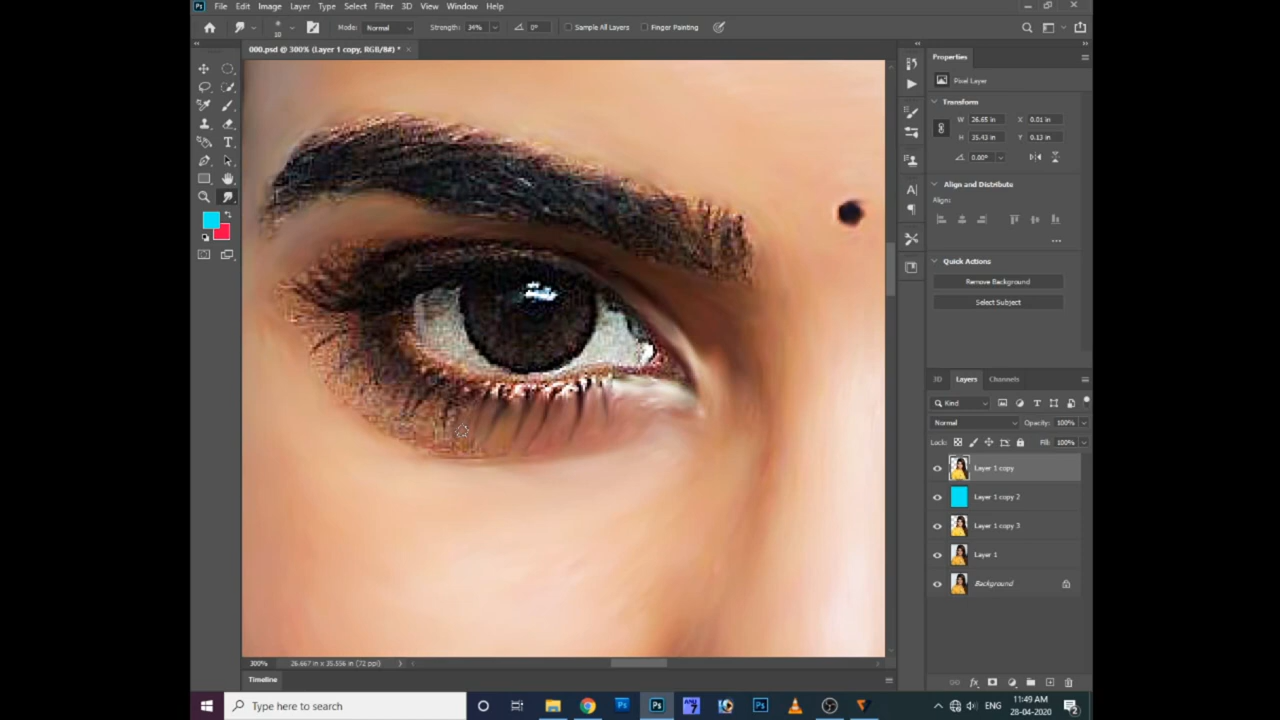 File Edit Image Layer Type Select Filter 3D View Window Help
10 Mode: Normal Strength: 34% 0° Sample All Layers Finger Painting
000.psd @ 300% (Layer 1 copy, RGB/8#) * ×
Properties
Pixel Layer
Transform
W 26.65 in X 0.01 in
H 35.43 in Y 0.13 in
0.00°
Align and Distribute
Align:
...
Quick Actions
Remove Background
Select Subject
3D Layers Channels
Kind
Normal Opacity: 100%
Lock: Fill: 100%
Layer 1 copy
Layer 1 copy 2
Layer 1 copy 3
Layer 1
Background
300% 26.667 in x 35.556 in (72 ppi)
Timeline
Type here to search
ENG
11:49 AM
28-04-2020
2